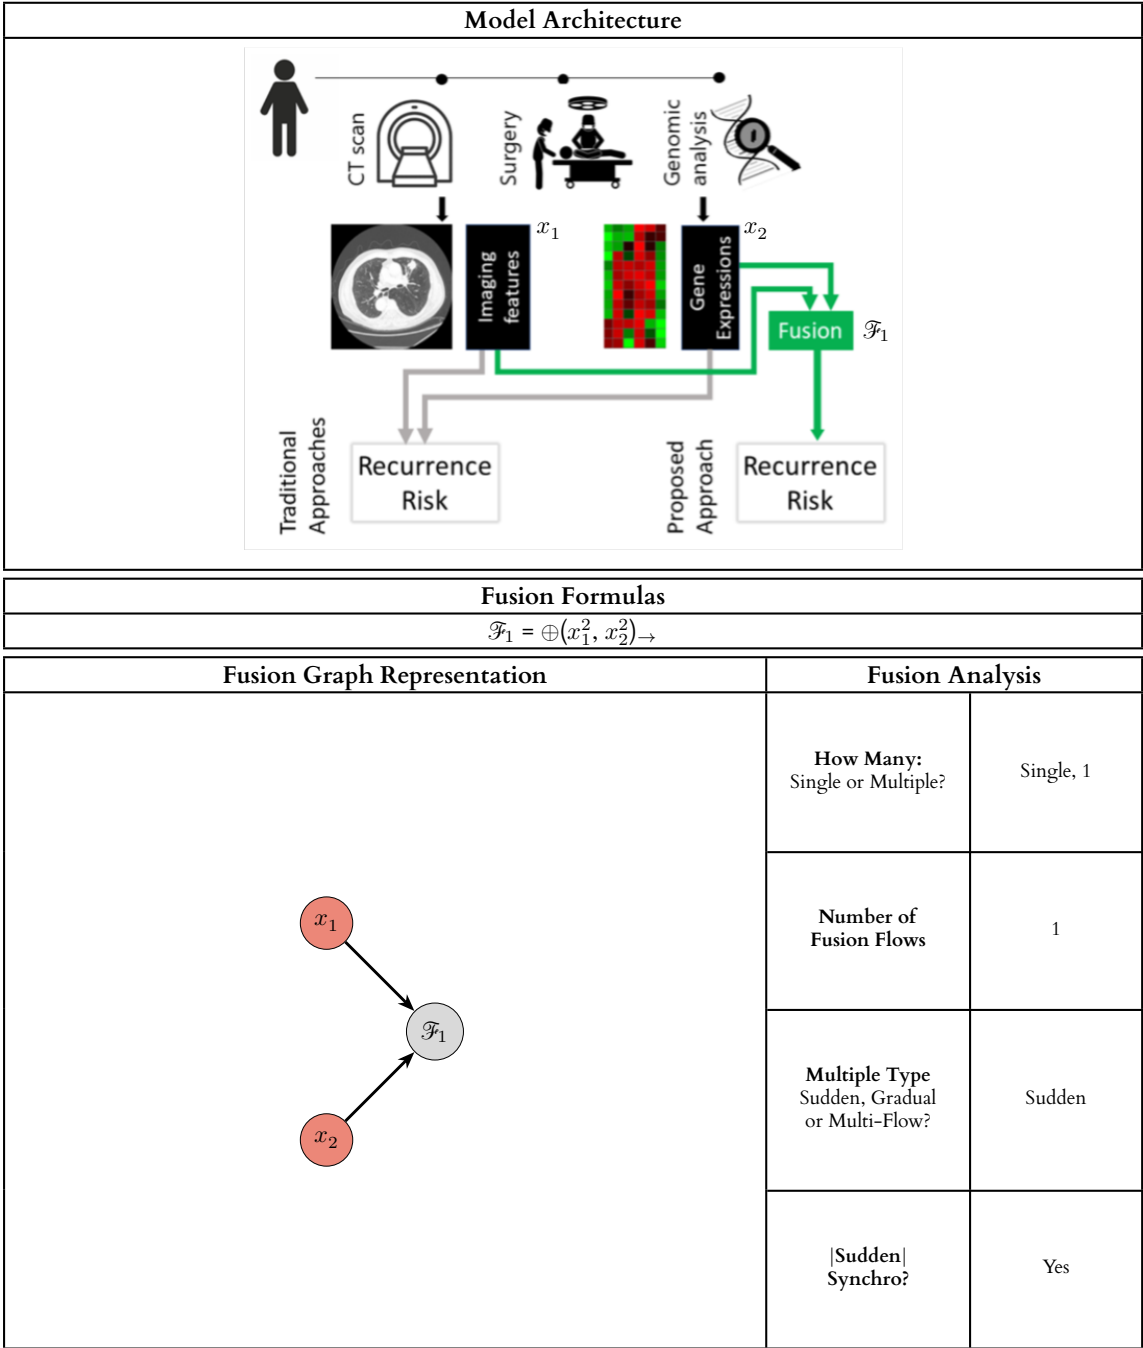 Model Architecture
CT scan
Surgery
Genomic
analysis
x₁
x₂
Imaging
features
Gene
Expressions
Fusion
ℱ₁
Traditional
Approaches
Recurrence
Risk
Proposed
Approach
Recurrence
Risk
Fusion Formulas
ℱ₁ = ⊕(x₁², x₂²)→
Fusion Graph Representation
Fusion Analysis
x₁
ℱ₁
x₂
How Many:
Single or Multiple?
Single, 1
Number of
Fusion Flows
1
Multiple Type
Sudden, Gradual
or Multi-Flow?
Sudden
|Sudden|
Synchro?
Yes